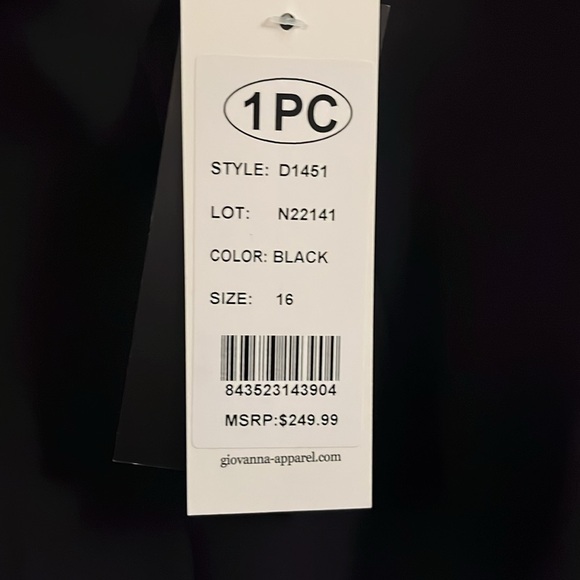 1PC
STYLE: D1451
LOT: N22141
COLOR: BLACK
SIZE: 16
843523143904
MSRP:$249.99
giovanna-apparel.com